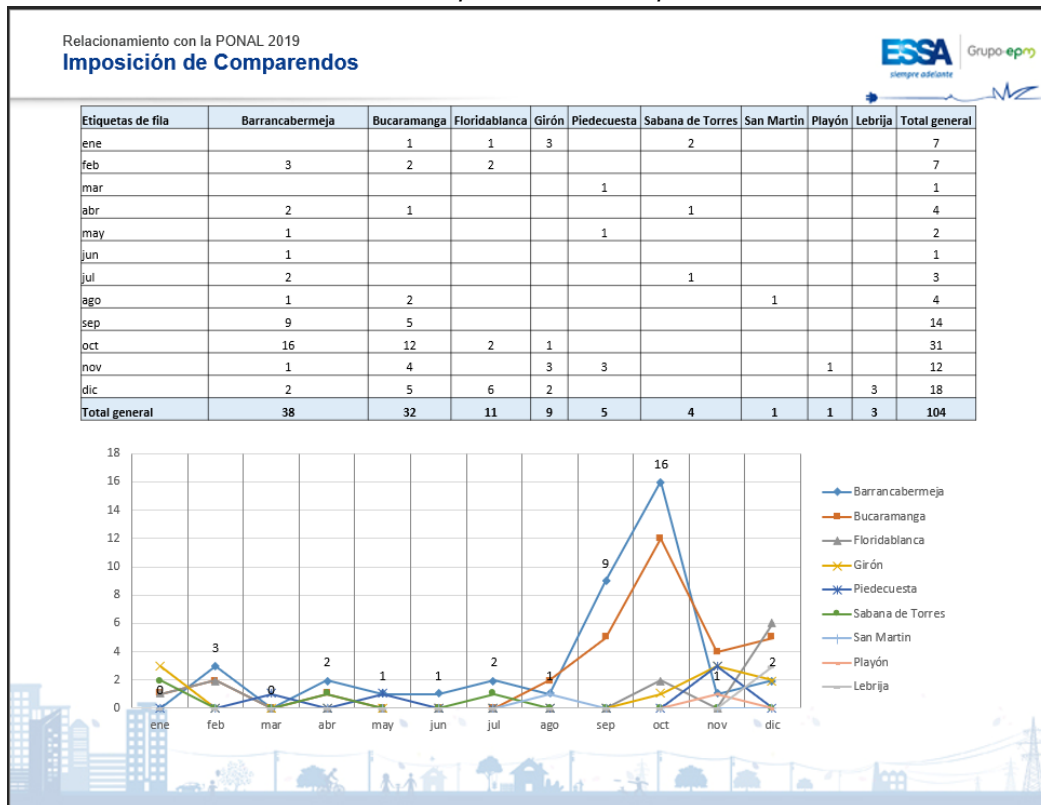 Relacionamiento con la PONAL 2019
Imposición de Comparendos
ESSA
siempre adelante
Grupo·epm
Etiquetas de fila Barrancabermeja Bucaramanga Floridablanca Girón Piedecuesta Sabana de Torres San Martin Playón Lebrija Total general
ene 1 1 3 2 7
feb 3 2 2 7
mar 1 1
abr 2 1 1 4
may 1 1 2
jun 1 1
jul 2 1 3
ago 1 2 1 4
sep 9 5 14
oct 16 12 2 1 31
nov 1 4 3 3 1 12
dic 2 5 6 2 3 18
Total general 38 32 11 9 5 4 1 1 3 104
18
16
14
12
10
8
6
4
2
0
0 3 0 2 1 1 2 1 9 16 1 2
ene feb mar abr may jun jul ago sep oct nov dic
Barrancabermeja
Bucaramanga
Floridablanca
Girón
Piedecuesta
Sabana de Torres
San Martin
Playón
Lebrija